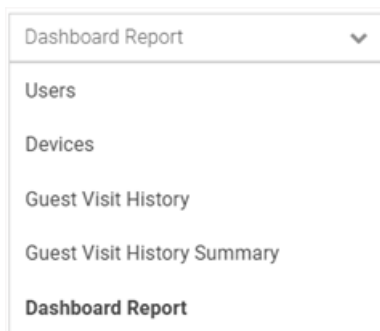 Dashboard Report
Users
Devices
Guest Visit History
Guest Visit History Summary
Dashboard Report